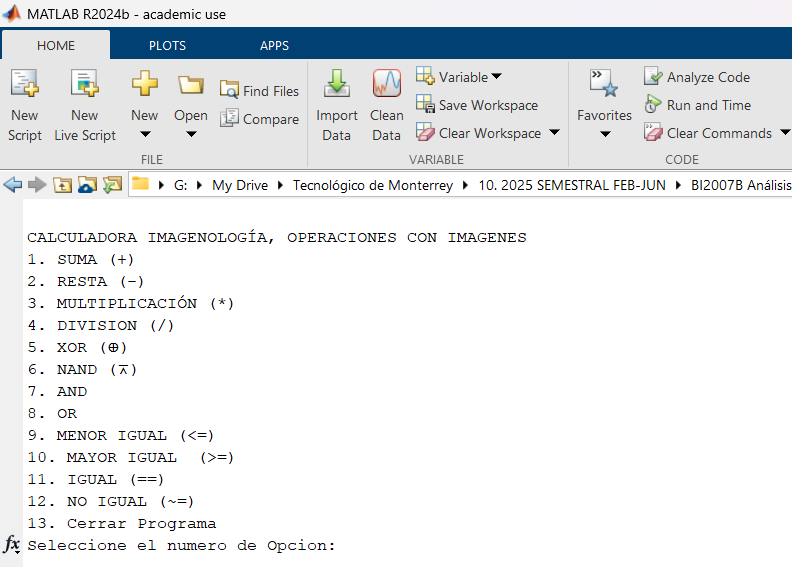 MATLAB R2024b - academic use
HOME PLOTS APPS
New Script
New Live Script
New
Open
Find Files
Compare
FILE
Import Data
Clean Data
Variable
Save Workspace
Clear Workspace
VARIABLE
Favorites
Analyze Code
Run and Time
Clear Commands
CODE
G: ▸ My Drive ▸ Tecnológico de Monterrey ▸ 10. 2025 SEMESTRAL FEB-JUN ▸ BI2007B Análisis
CALCULADORA IMAGENOLOGÍA, OPERACIONES CON IMAGENES
1. SUMA (+)
2. RESTA (-)
3. MULTIPLICACIÓN (*)
4. DIVISION (/)
5. XOR (⊕)
6. NAND (⊼)
7. AND
8. OR
9. MENOR IGUAL (<=)
10. MAYOR IGUAL  (>=)
11. IGUAL (==)
12. NO IGUAL (~=)
13. Cerrar Programa
fx Seleccione el numero de Opcion: